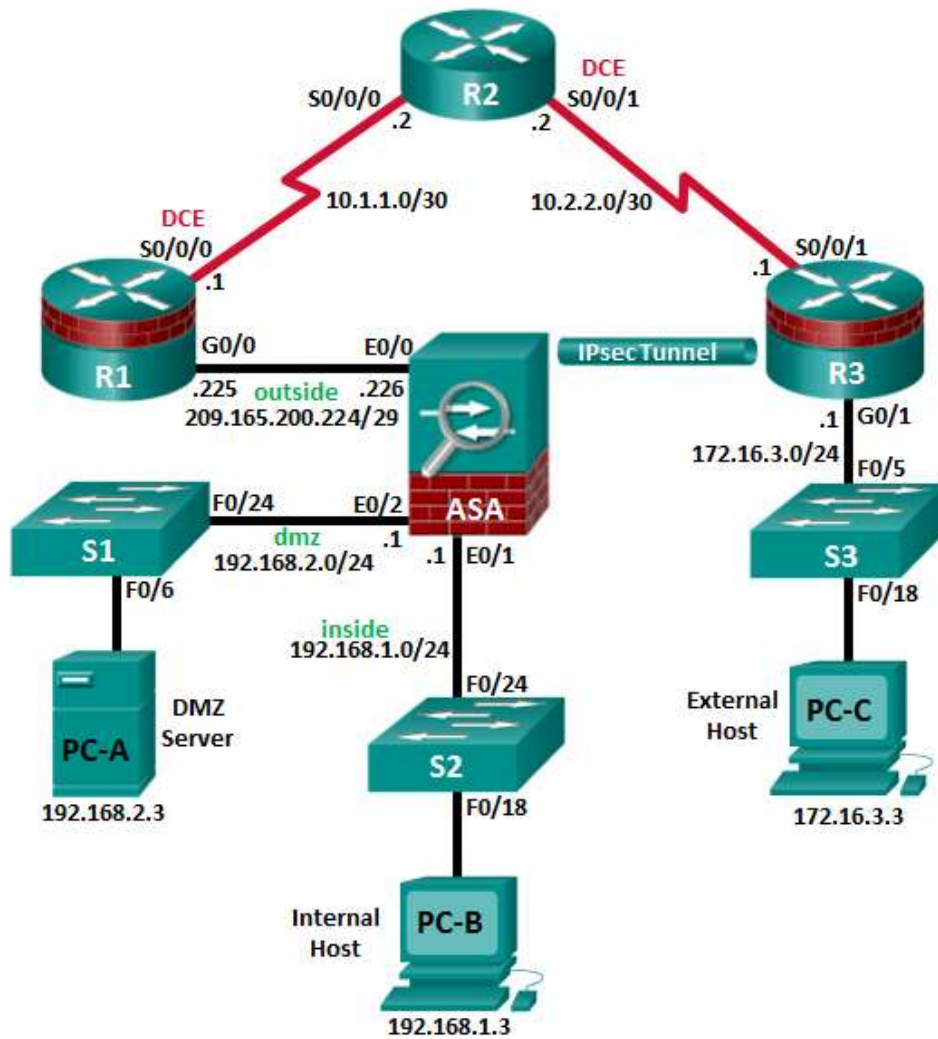 R2
DCE
S0/0/0
S0/0/1
.2
.2
10.1.1.0/30
10.2.2.0/30
DCE
S0/0/0
.1
S0/0/1
.1
R1
G0/0
E0/0
.225
outside
.226
209.165.200.224/29
IPsec Tunnel
R3
.1
G0/1
172.16.3.0/24
F0/5
F0/24
E0/2
ASA
S1
dmz
.1
192.168.2.0/24
.1
E0/1
S3
F0/6
F0/18
inside
192.168.1.0/24
F0/24
DMZ
Server
PC-A
192.168.2.3
S2
External
Host
PC-C
172.16.3.3
F0/18
Internal
Host
PC-B
192.168.1.3